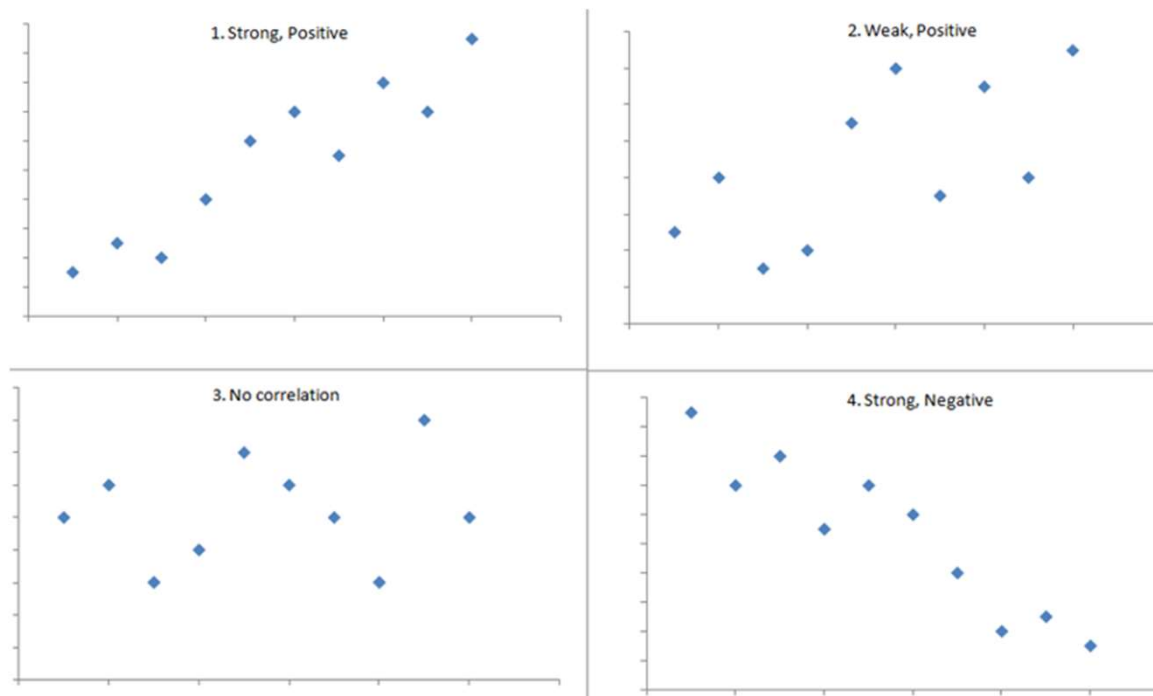 1. Strong, Positive
2. Weak, Positive
3. No correlation
4. Strong, Negative